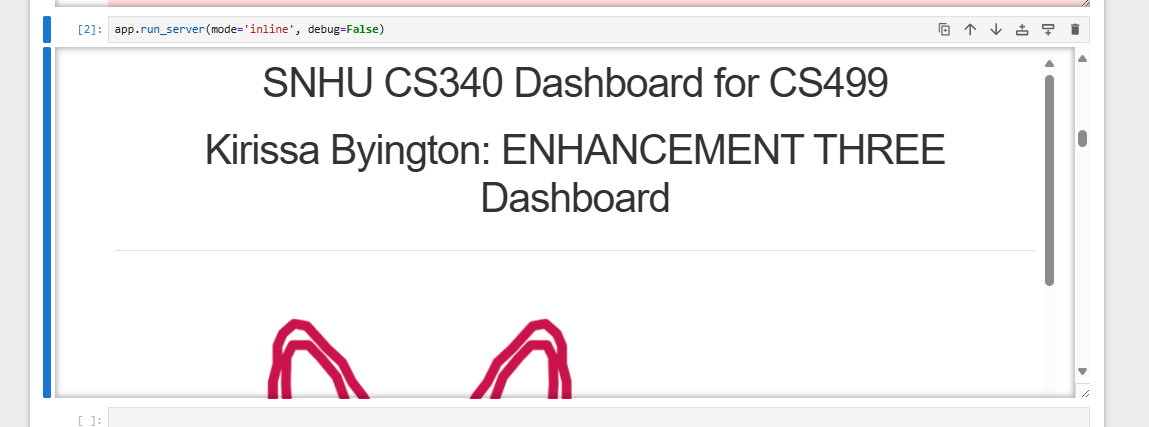 [2]: app.run_server(mode='inline', debug=False)
SNHU CS340 Dashboard for CS499
Kirissa Byington: ENHANCEMENT THREE
Dashboard
[ ]: